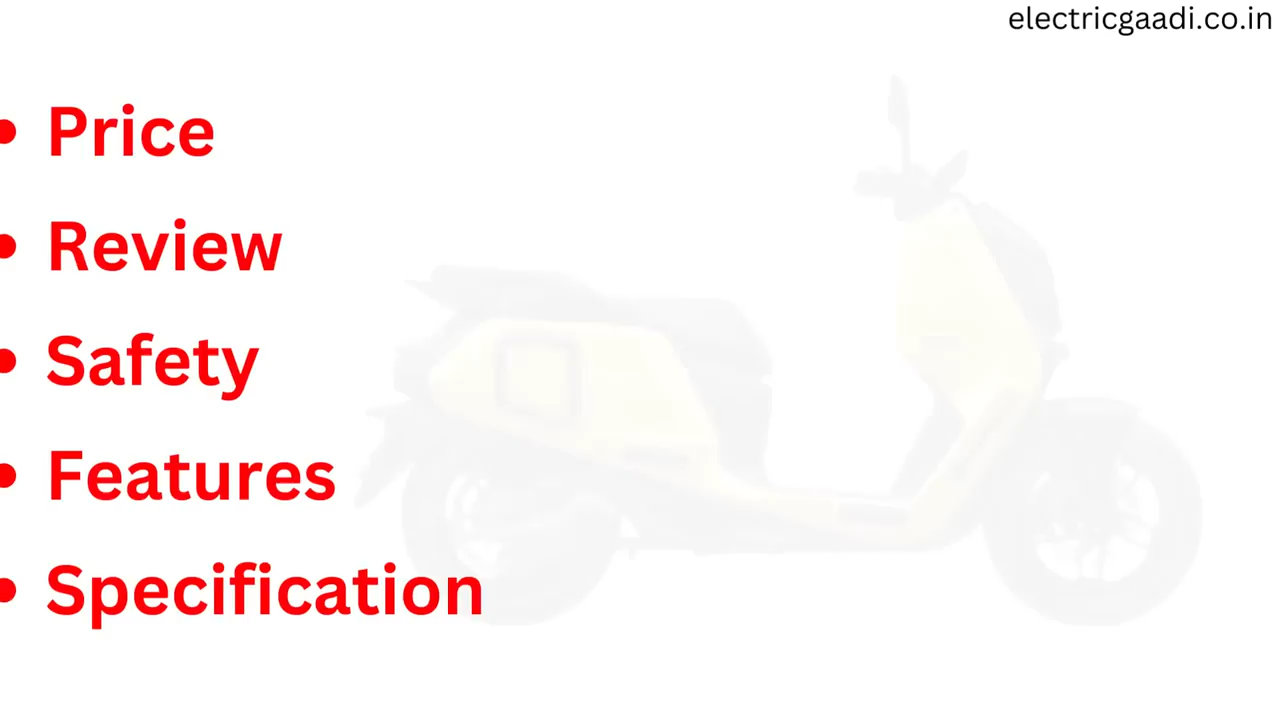 electricgaadi.co.in
• Price
• Review
• Safety
• Features
• Specification